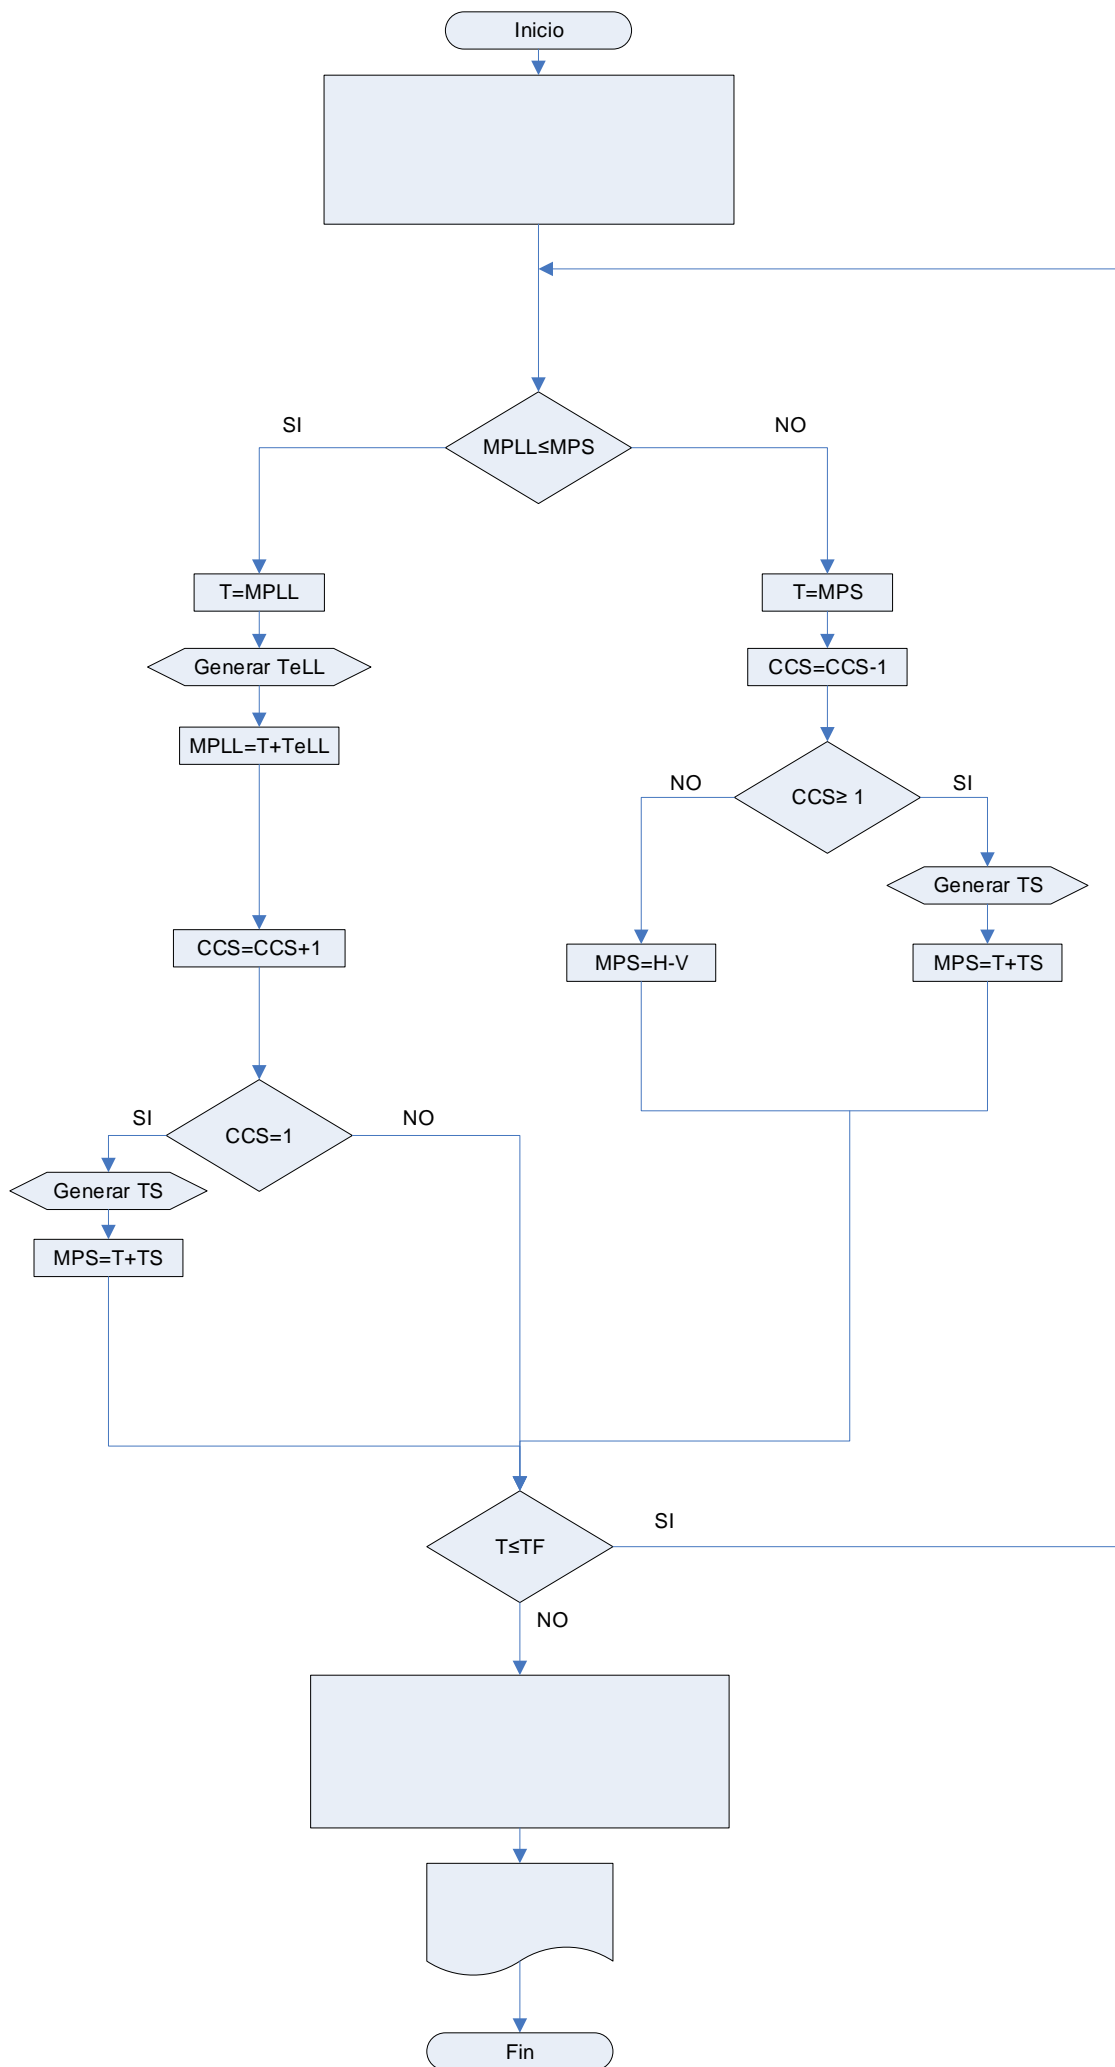 Inicio
SI
NO
MPLL≤MPS
T=MPLL
T=MPS
Generar TeLL
CCS=CCS-1
MPLL=T+TeLL
NO
SI
CCS≥ 1
Generar TS
CCS=CCS+1
MPS=H-V
MPS=T+TS
SI
NO
CCS=1
Generar TS
MPS=T+TS
SI
T≤TF
NO
Fin